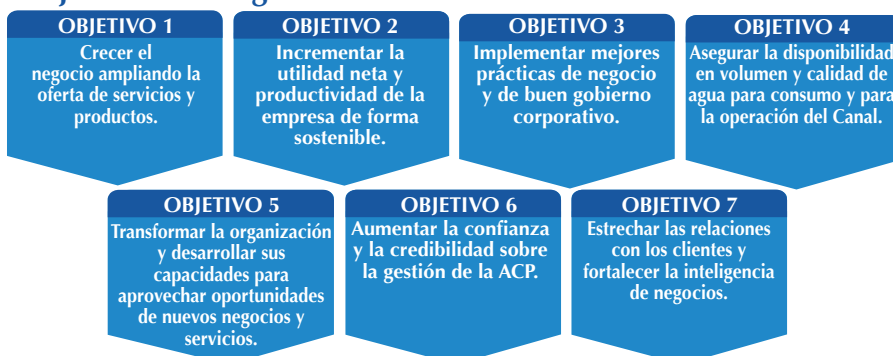 OBJETIVO 1
Crecer el
negocio ampliando la
oferta de servicios y
productos.
OBJETIVO 2
Incrementar la
utilidad neta y
productividad de la
empresa de forma
sostenible.
OBJETIVO 3
Implementar mejores
prácticas de negocio
y de buen gobierno
corporativo.
OBJETIVO 4
Asegurar la disponibilidad
en volumen y calidad de
agua para consumo y para
la operación del Canal.
OBJETIVO 5
Transformar la organización
y desarrollar sus
capacidades para
aprovechar oportunidades
de nuevos negocios y
servicios.
OBJETIVO 6
Aumentar la confianza
y la credibilidad sobre
la gestión de la ACP.
OBJETIVO 7
Estrechar las relaciones
con los clientes y
fortalecer la inteligencia
de negocios.